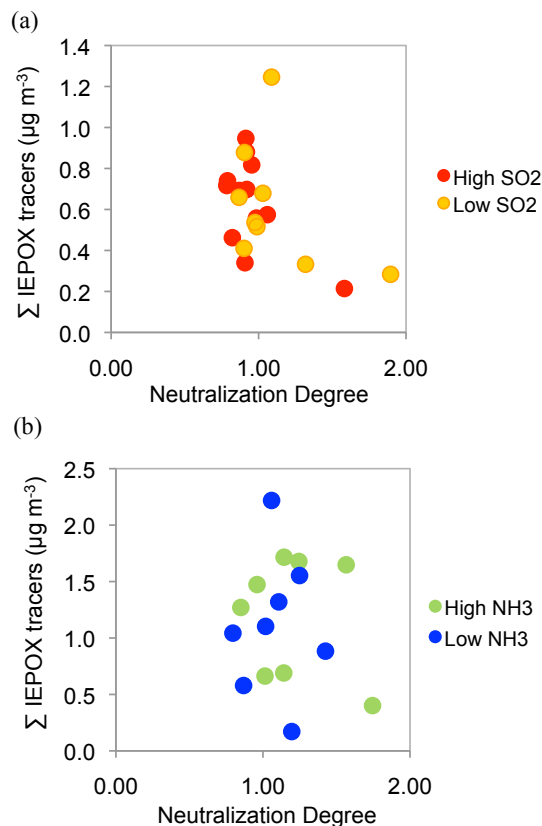 (a)
1.4
1.2
1.0
0.8
0.6
0.4
0.2
0.0
∑ IEPOX tracers (µg m-3)
0.00 1.00 2.00
Neutralization Degree
High SO2
Low SO2
(b)
2.5
2.0
1.5
1.0
0.5
0.0
∑ IEPOX tracers (µg m-3)
0.00 1.00 2.00
Neutralization Degree
High NH3
Low NH3